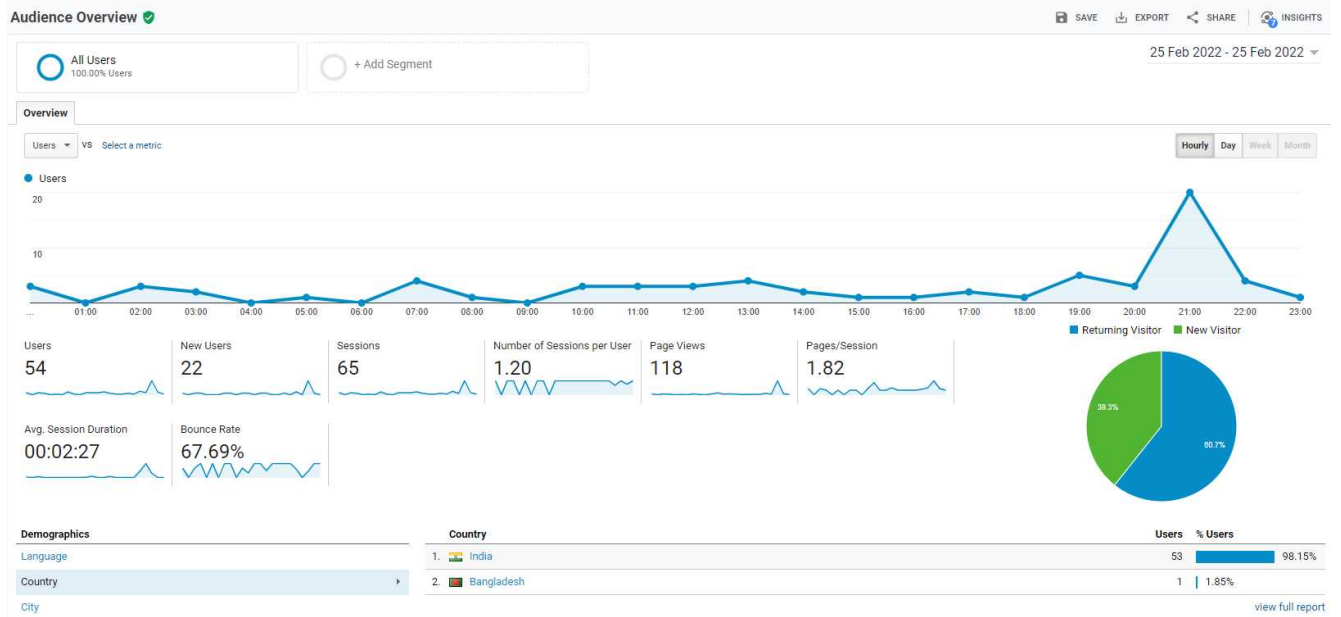 Audience Overview
SAVE EXPORT SHARE 7 INSIGHTS
All Users
100.00% Users
+ Add Segment
25 Feb 2022 - 25 Feb 2022
Overview
Users VS Select a metric
Hourly Day Week Month
Users
20
10
... 01:00 02:00 03:00 04:00 05:00 06:00 07:00 08:00 09:00 10:00 11:00 12:00 13:00 14:00 15:00 16:00 17:00 18:00 19:00 20:00 21:00 22:00 23:00
Returning Visitor New Visitor
Users New Users Sessions Number of Sessions per User Page Views Pages/Session
54 22 65 1.20 118 1.82
39.3%
60.7%
Avg. Session Duration Bounce Rate
00:02:27 67.69%
Demographics
Language
Country
City
Country Users % Users
1. India 53 98.15%
2. Bangladesh 1 1.85%
view full report